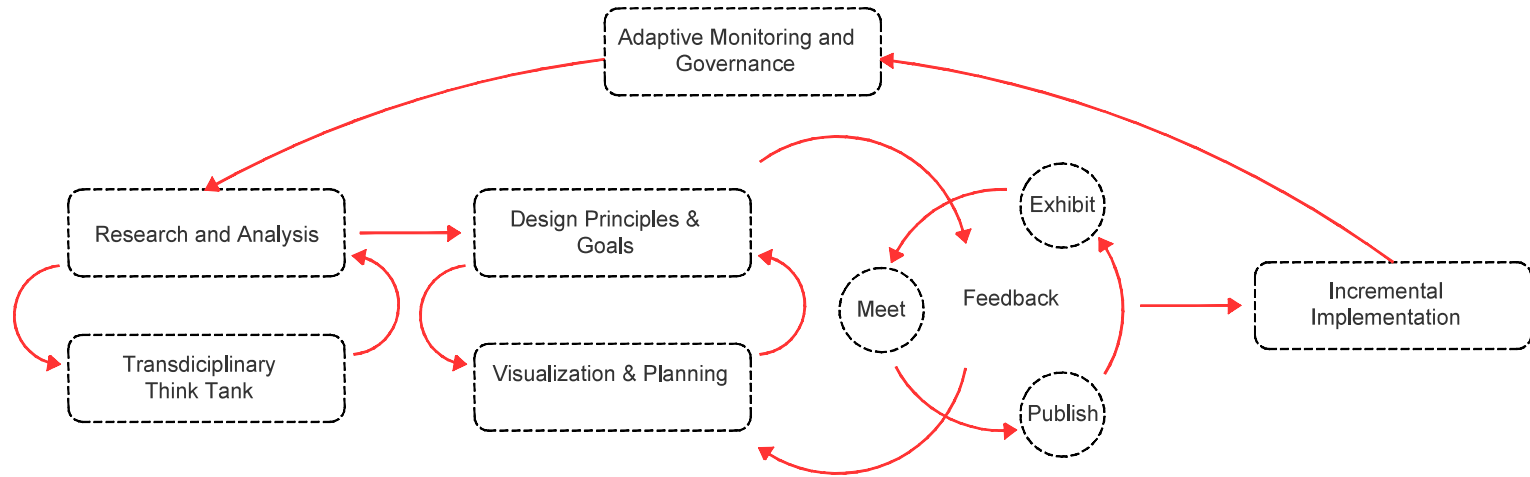 Adaptive Monitoring and
Governance
Research and Analysis
Transdiciplinary
Think Tank
Design Principles &
Goals
Visualization & Planning
Exhibit
Meet
Feedback
Publish
Incremental
Implementation